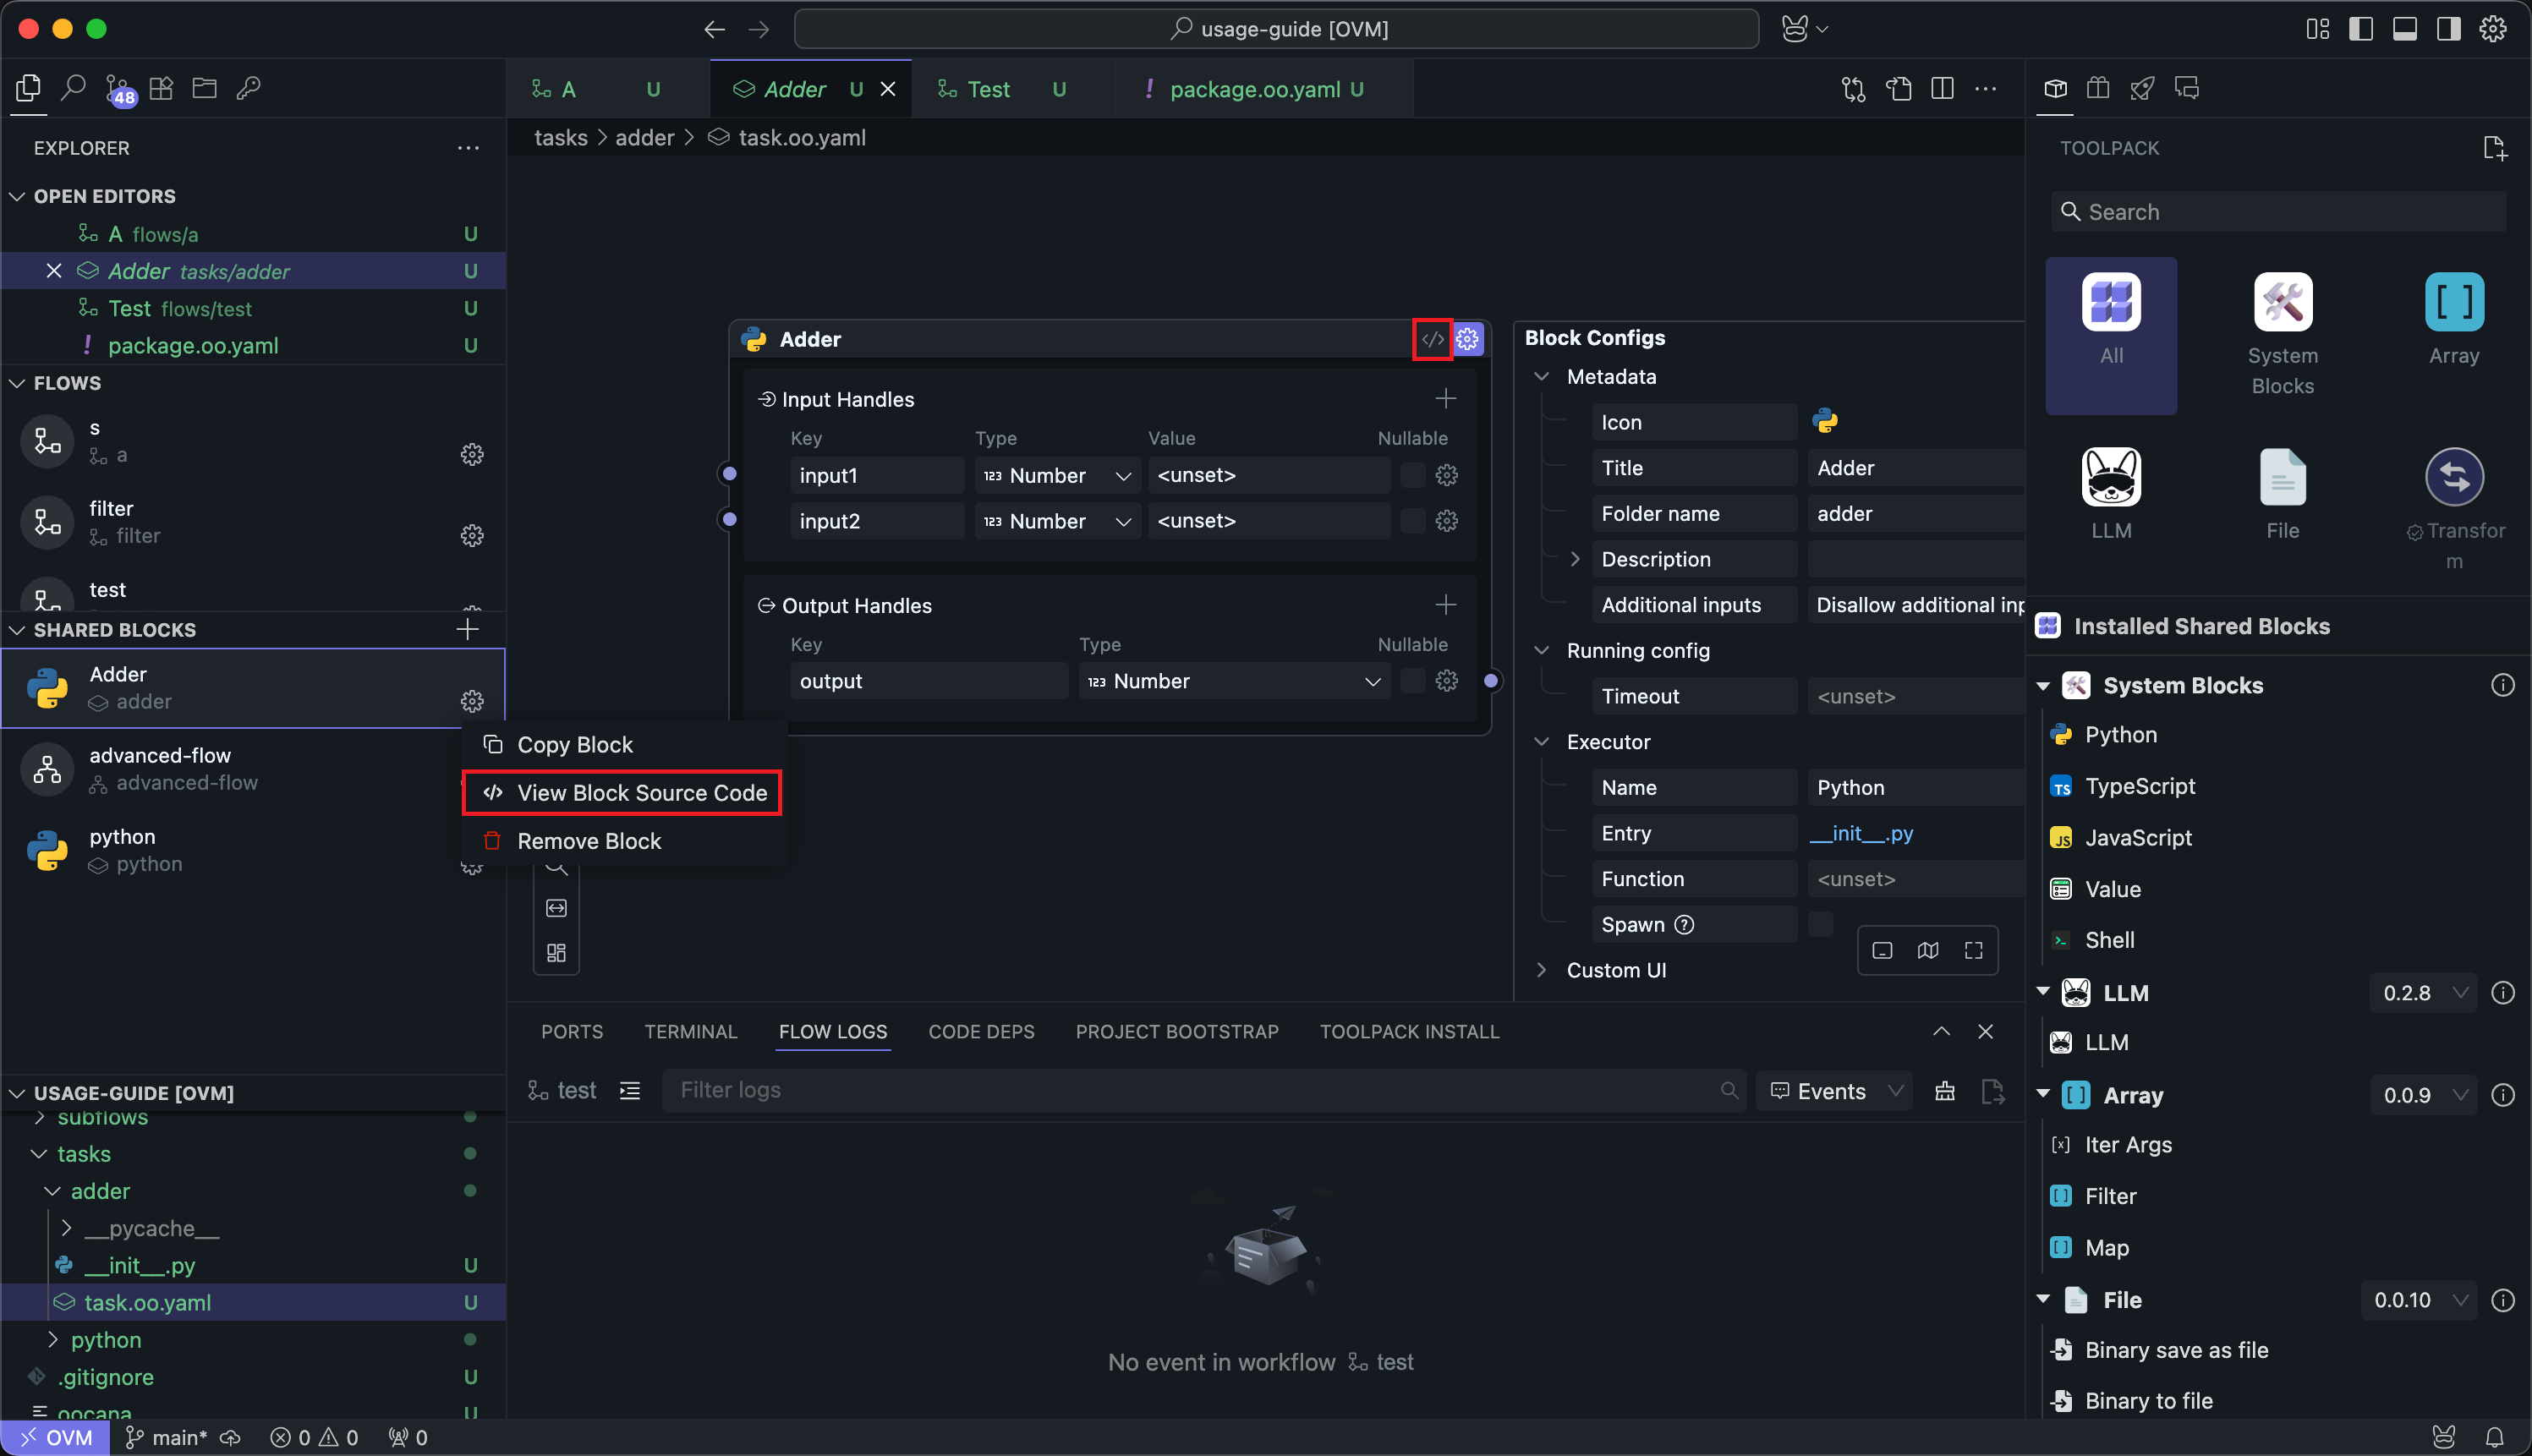 usage-guide [OVM]
48
A U
Adder U
Test U
! package.oo.yaml U
EXPLORER
OPEN EDITORS
A flows/a U
Adder tasks/adder U
Test flows/test U
! package.oo.yaml U
FLOWS
s
a
filter
filter
test
SHARED BLOCKS
Adder
adder
advanced-flow
advanced-flow
python
python
Copy Block
View Block Source Code
Remove Block
USAGE-GUIDE [OVM]
subflows
tasks
adder
__pycache__
__init__.py U
task.oo.yaml U
python
.gitignore U
oocana U
tasks > adder > task.oo.yaml
Adder
Input Handles
Key Type Value Nullable
input1 123 Number <unset>
input2 123 Number <unset>
Output Handles
Key Type Nullable
output 123 Number
Block Configs
Metadata
Icon
Title Adder
Folder name adder
Description
Additional inputs Disallow additional inp
Running config
Timeout <unset>
Executor
Name Python
Entry __init__.py
Function <unset>
Spawn
Custom UI
PORTS TERMINAL FLOW LOGS CODE DEPS PROJECT BOOTSTRAP TOOLPACK INSTALL
test Filter logs Events
No event in workflow test
TOOLPACK
Search
All
System
Blocks
Array
LLM
File
Transfor
m
Installed Shared Blocks
System Blocks
Python
TS TypeScript
JS JavaScript
Value
Shell
LLM 0.2.8
LLM
Array 0.0.9
[x] Iter Args
Filter
Map
File 0.0.10
Binary save as file
Binary to file
OVM main* 0 0 0